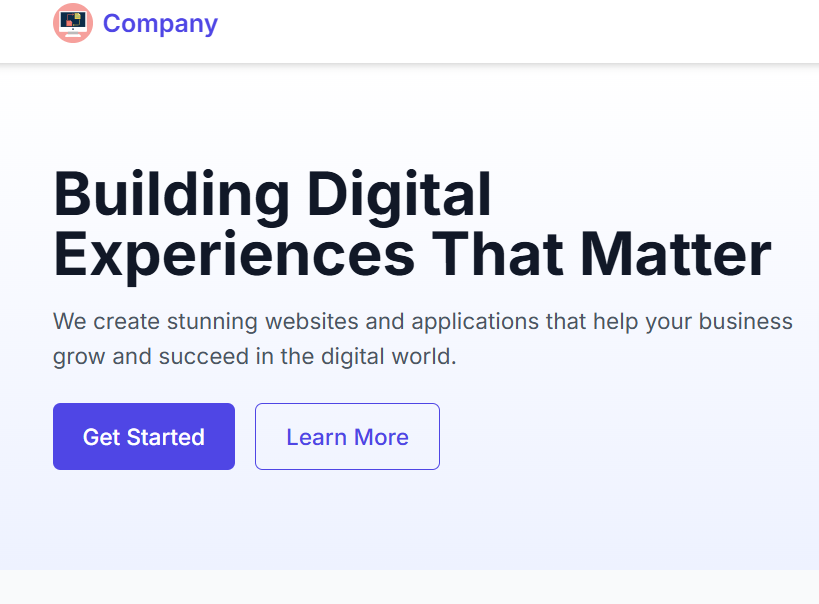 Company
Building Digital
Experiences That Matter
We create stunning websites and applications that help your business
grow and succeed in the digital world.
Get Started
Learn More